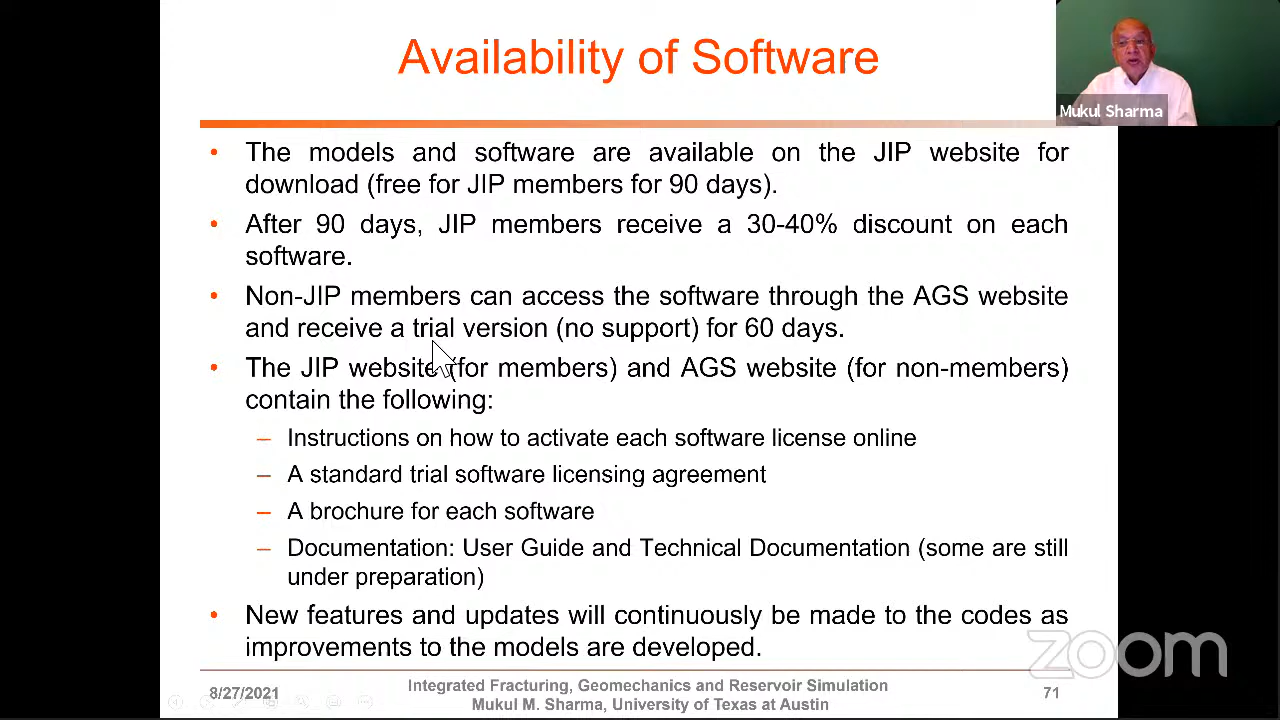 Availability of Software
Mukul Sharma
• The models and software are available on the JIP website for
download (free for JIP members for 90 days).
• After 90 days, JIP members receive a 30-40% discount on each
software.
• Non-JIP members can access the software through the AGS website
and receive a trial version (no support) for 60 days.
• The JIP website (for members) and AGS website (for non-members)
contain the following:
– Instructions on how to activate each software license online
– A standard trial software licensing agreement
– A brochure for each software
– Documentation: User Guide and Technical Documentation (some are still
under preparation)
• New features and updates will continuously be made to the codes as
improvements to the models are developed.
zoom
8/27/2021
Integrated Fracturing, Geomechanics and Reservoir Simulation
Mukul M. Sharma, University of Texas at Austin
71